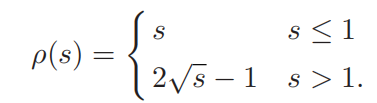 ρ(s) = { s s ≤ 1
2√s − 1 s > 1.